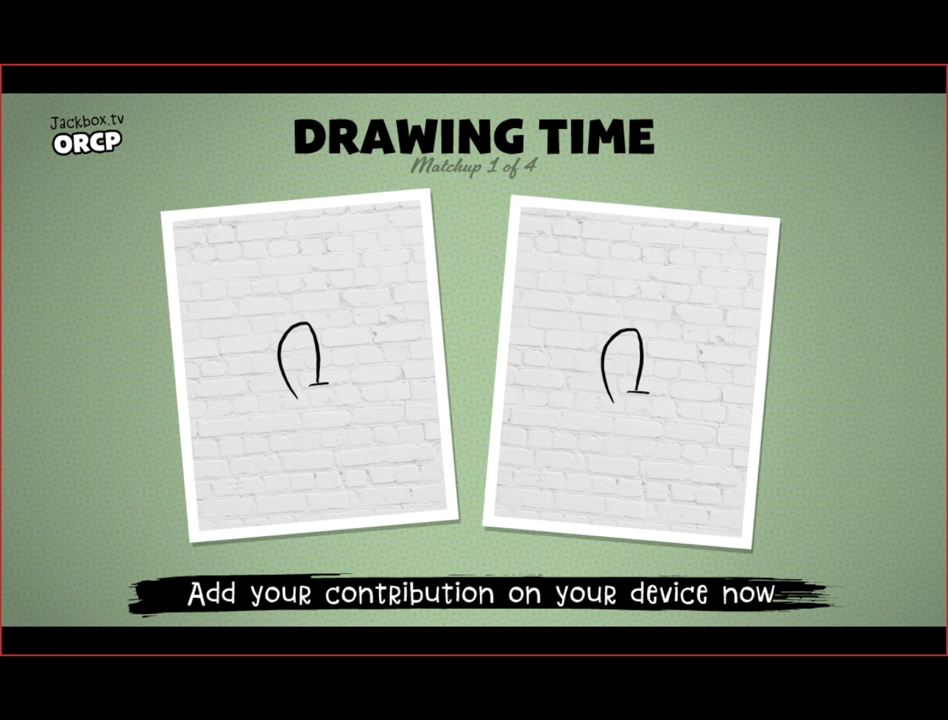 Jackbox.tv
ORCP
DRAWING TIME
Matchup 1 of 4
Add your contribution on your device now